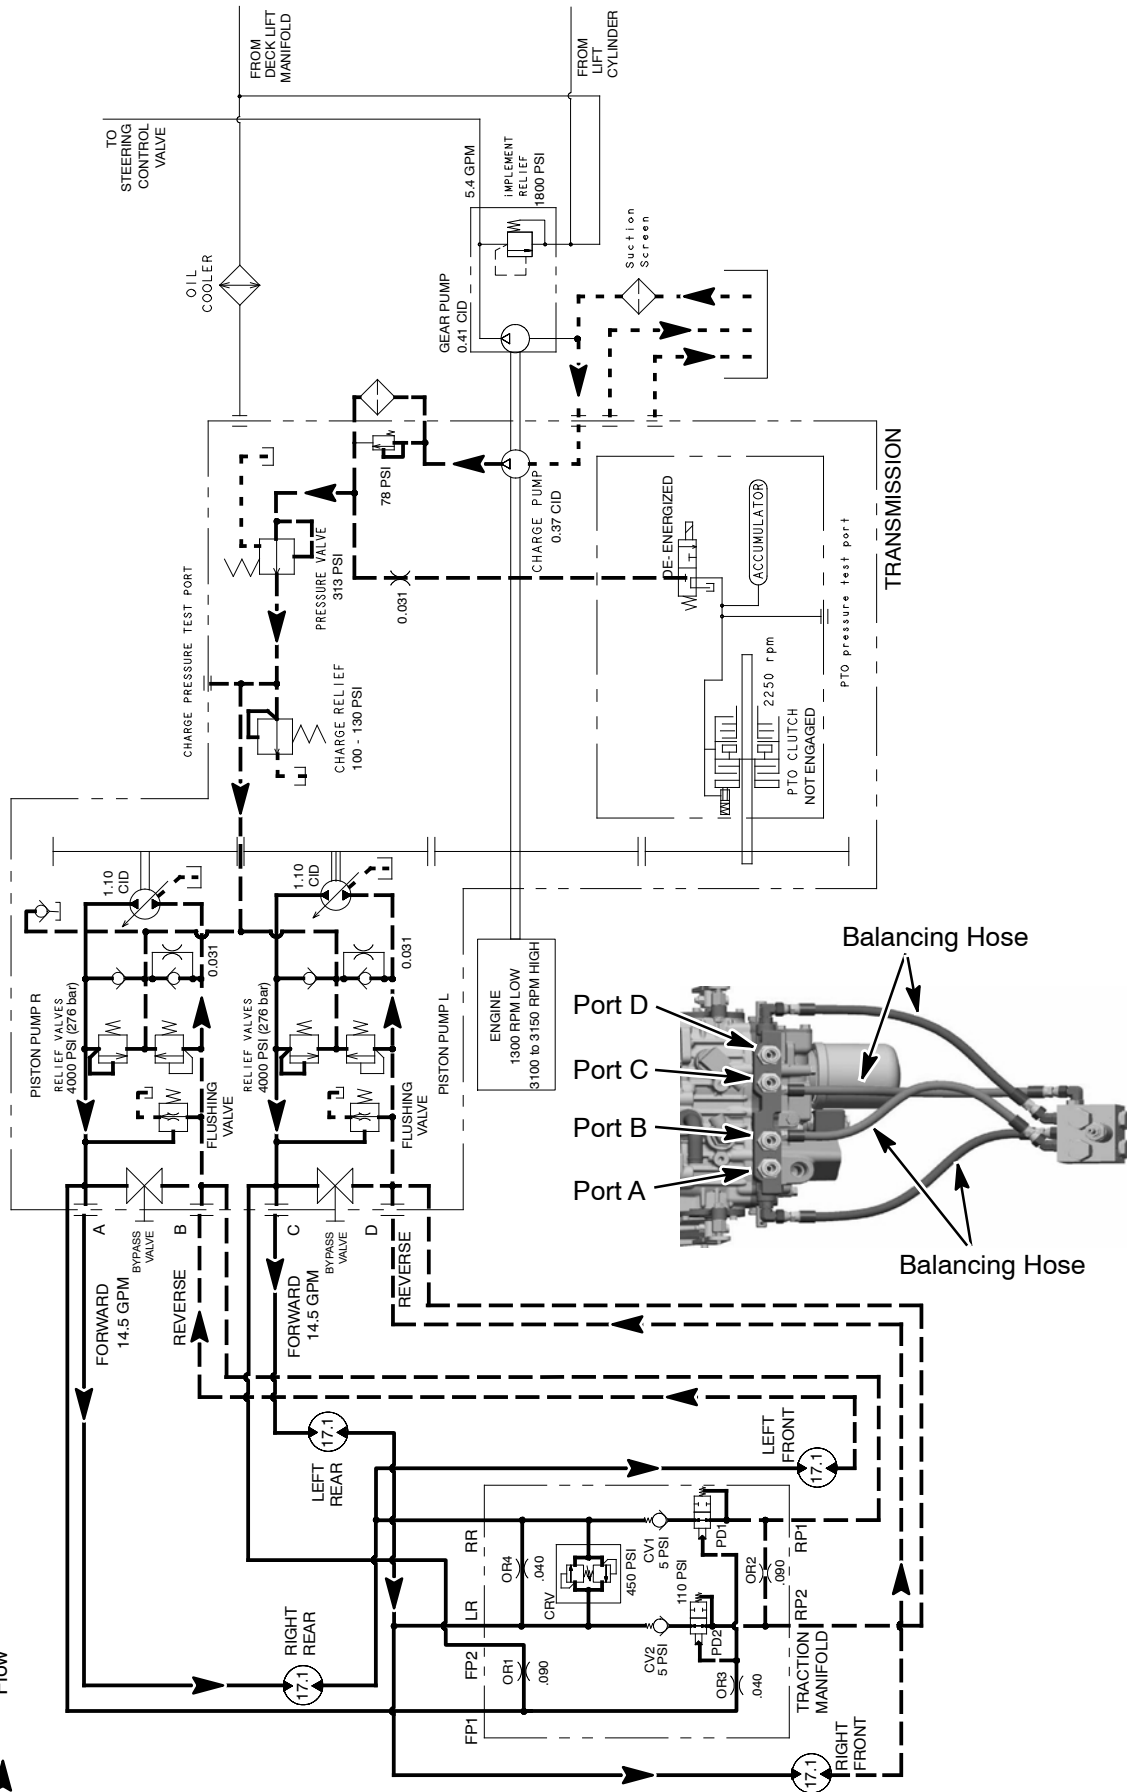 FROM
DECK LIFT
MANIFOLD
FROM
LIFT
CYLINDER
TO
STEERING
CONTROL
VALVE
5.4 GPM
IMPLEMENT
RELIEF
1800 PSI
OIL
COOLER
Suction
Screen
GEAR PUMP
0.41 CID
78 PSI
CHARGE PUMP
0.37 CID
TRANSMISSION
CHARGE PRESSURE TEST PORT
PRESSURE VALVE
313 PSI
0.031
DE-ENERGIZED
ACCUMULATOR
PTO pressure test port
CHARGE RELIEF
100 - 130 PSI
2250 rpm
PTO CLUTCH
NOT ENGAGED
1.10
CID
1.10
CID
0.031
0.031
PISTON PUMP R
RELIEF VALVES
4000 PSI (276 bar)
FLUSHING
VALVE
RELIEF VALVES
4000 PSI (276 bar)
FLUSHING
VALVE
PISTON PUMP L
ENGINE
1300 RPM LOW
3100 to 3150 RPM HIGH
Balancing Hose
Port D
Port C
Port B
Port A
Balancing Hose
A
BYPASS
VALVE
B
C
BYPASS
VALVE
D
FORWARD
14.5 GPM
REVERSE
FORWARD
14.5 GPM
REVERSE
17.1
LEFT
REAR
LEFT
FRONT
17.1
RR
OR4
.040
CRV
450 PSI
CV1
5 PSI
PD1
RP1
LR
110 PSI
OR2
.090
CV2
5 PSI
PD2
RP2
RIGHT
REAR
17.1
FP2
OR1
.090
OR3
.040
TRACTION
MANIFOLD
FP1
RIGHT
FRONT
17.1
Flow